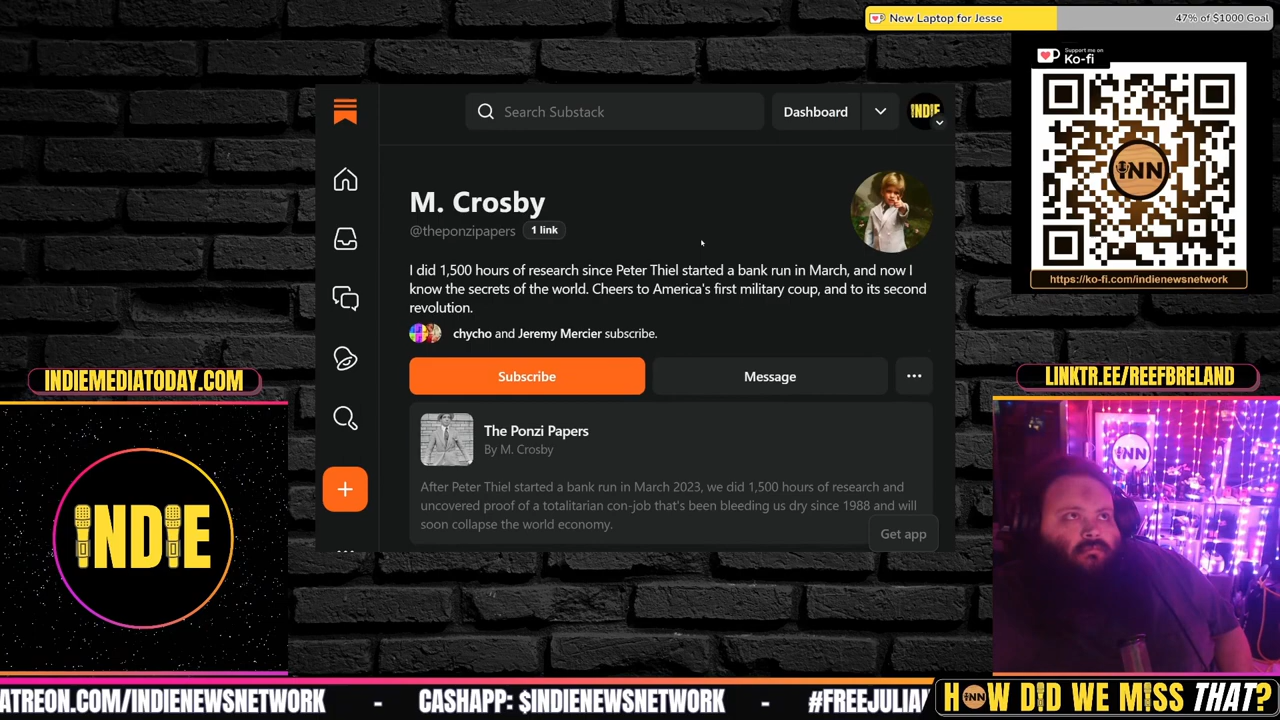 New Laptop for Jesse
47% of $1000 Goal
Support me on
Ko-fi
INN
https://ko-fi.com/indienewsnetwork
Search Substack
Dashboard
INDIE
M. Crosby
@theponzipapers
1 link
I did 1,500 hours of research since Peter Thiel started a bank run in March, and now I
know the secrets of the world. Cheers to America's first military coup, and to its second
revolution.
chycho and Jeremy Mercier subscribe.
Subscribe
Message
The Ponzi Papers
By M. Crosby
After Peter Thiel started a bank run in March 2023, we did 1,500 hours of research and
uncovered proof of a totalitarian con-job that's been bleeding us dry since 1988 and will
soon collapse the world economy.
Get app
INDIEMEDIATODAY.COM
INDIE
LINKTR.EE/REEFBRELAND
INN
ATREON.COM/INDIENEWSNETWORK - CASHAPP: $INDIENEWSNETWORK - #FREEJULIAN
HOW DID WE MISS THAT?